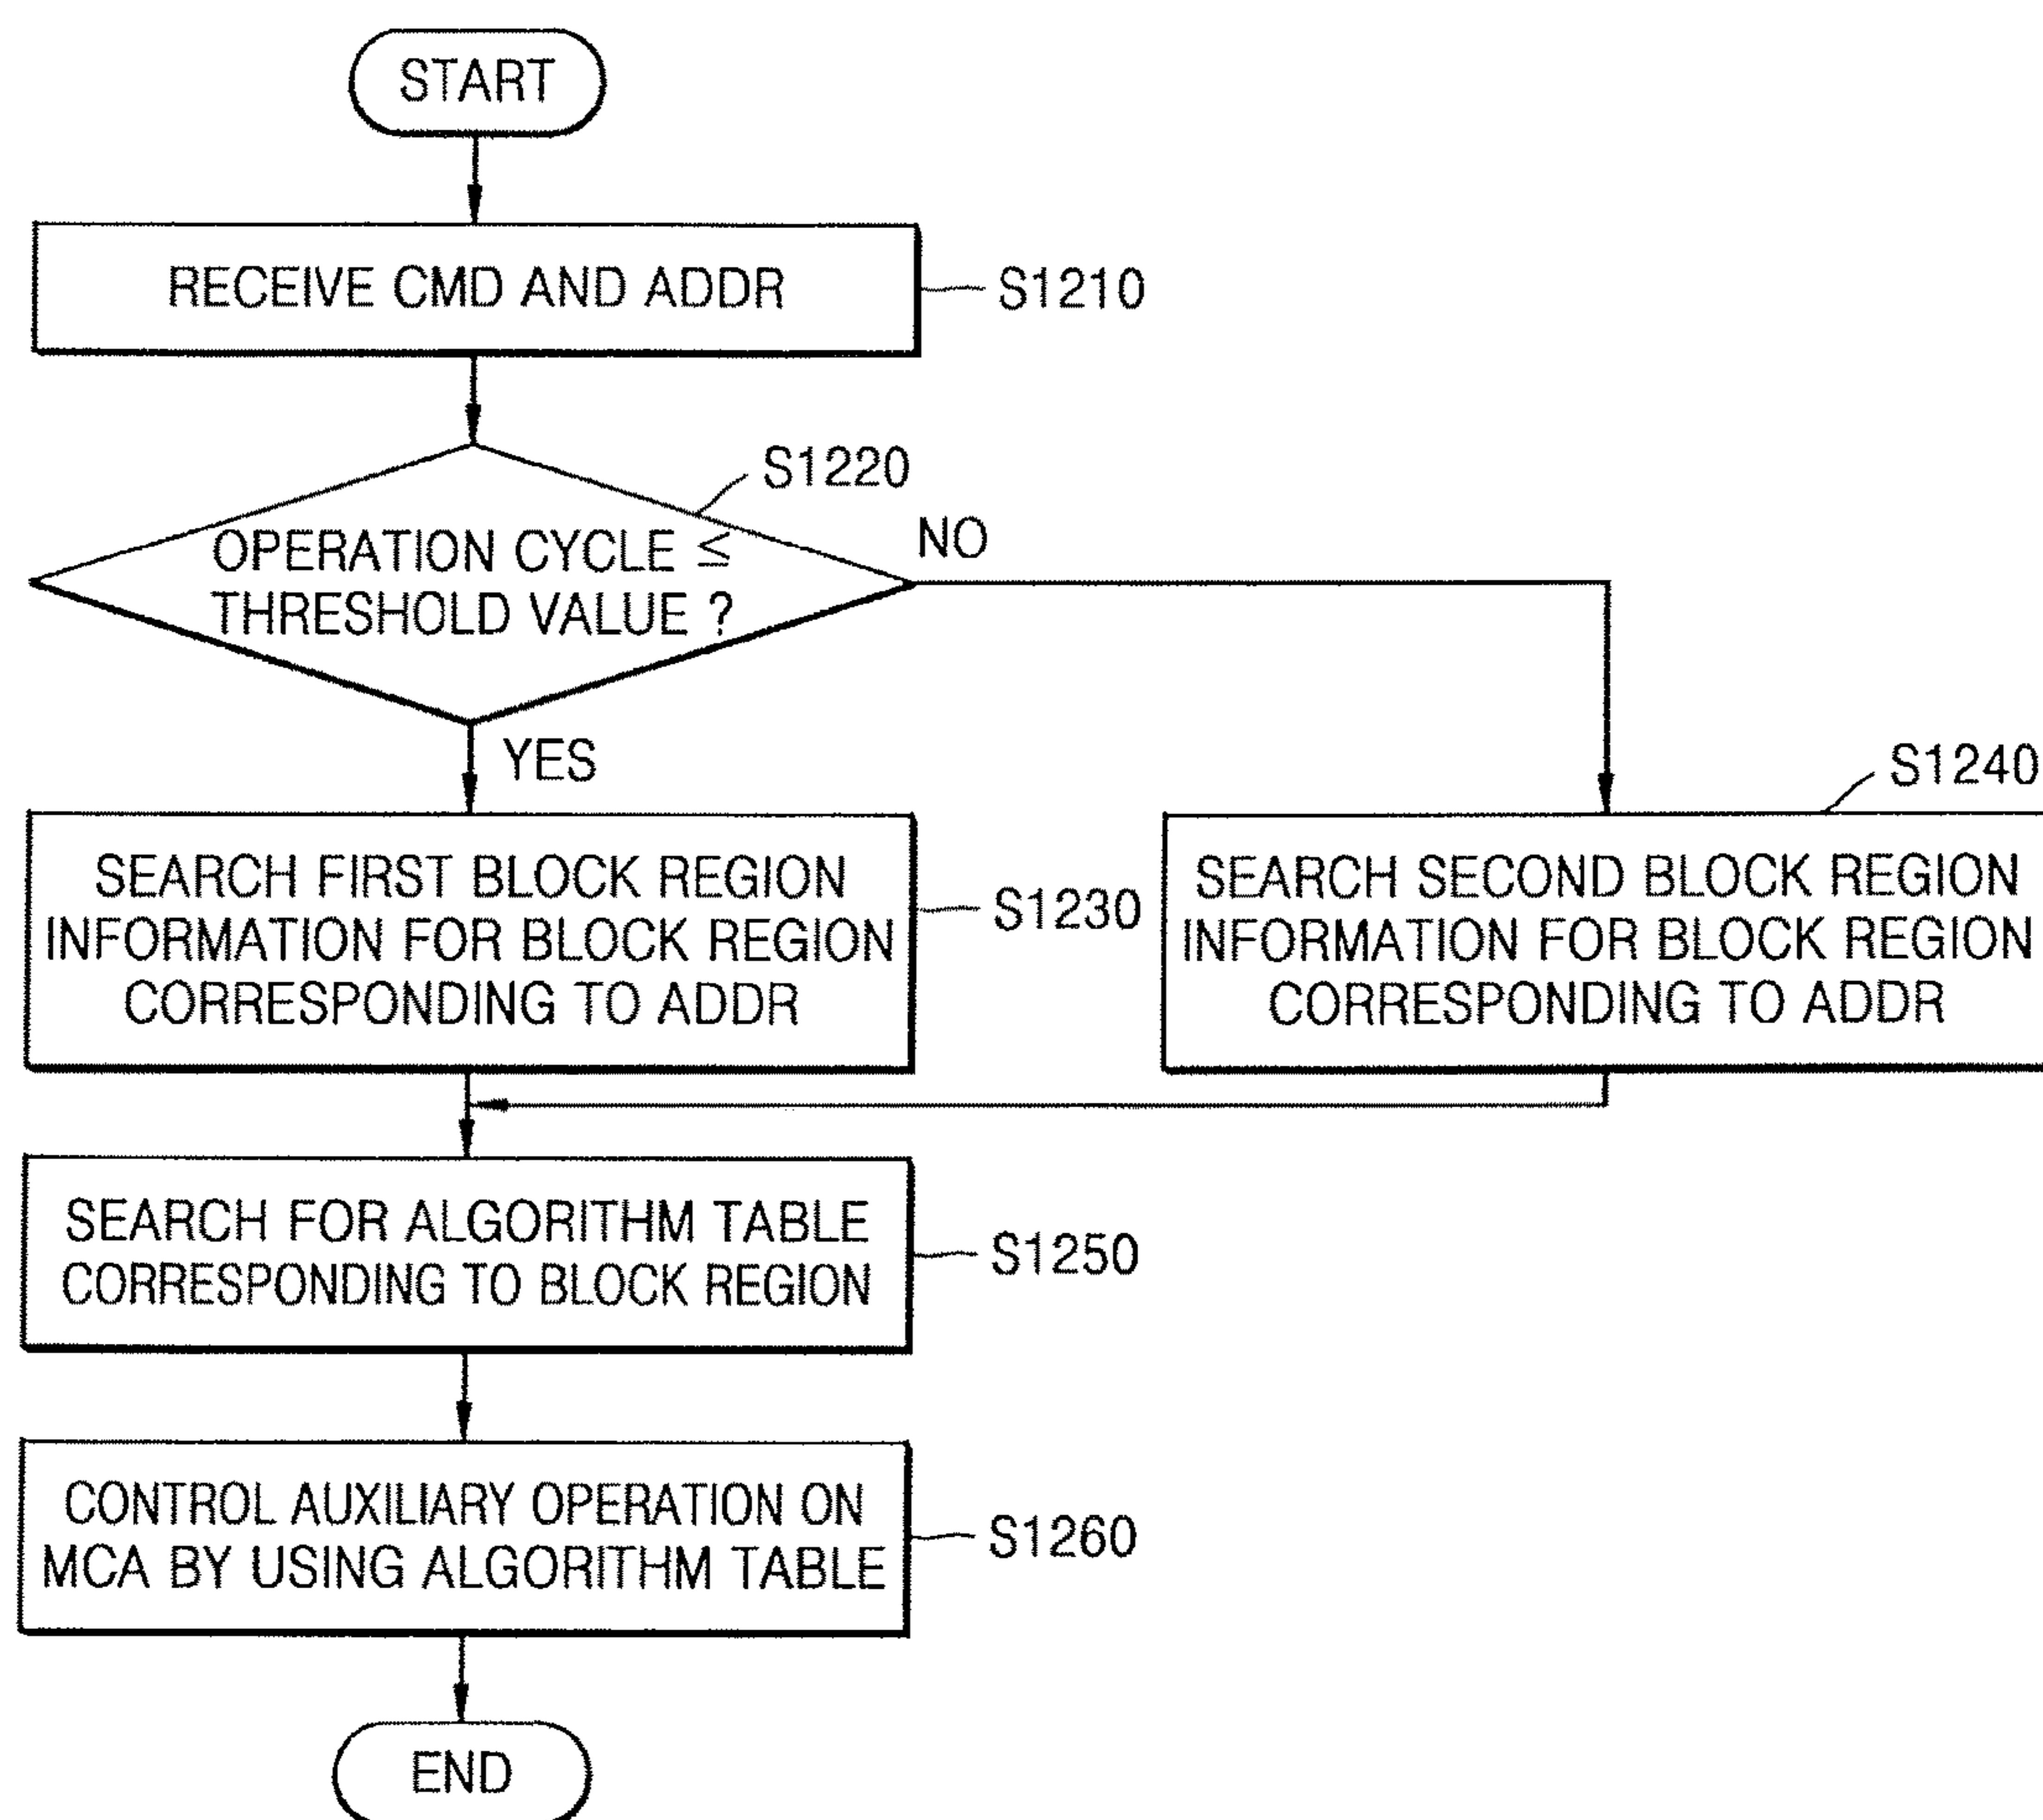 START
RECEIVE CMD AND ADDR
S1210
S1220
OPERATION CYCLE ≦
THRESHOLD VALUE ?
NO
YES
S1240
SEARCH FIRST BLOCK REGION
INFORMATION FOR BLOCK REGION
CORRESPONDING TO ADDR
S1230
SEARCH SECOND BLOCK REGION
INFORMATION FOR BLOCK REGION
CORRESPONDING TO ADDR
SEARCH FOR ALGORITHM TABLE
CORRESPONDING TO BLOCK REGION
S1250
CONTROL AUXILIARY OPERATION ON
MCA BY USING ALGORITHM TABLE
S1260
END